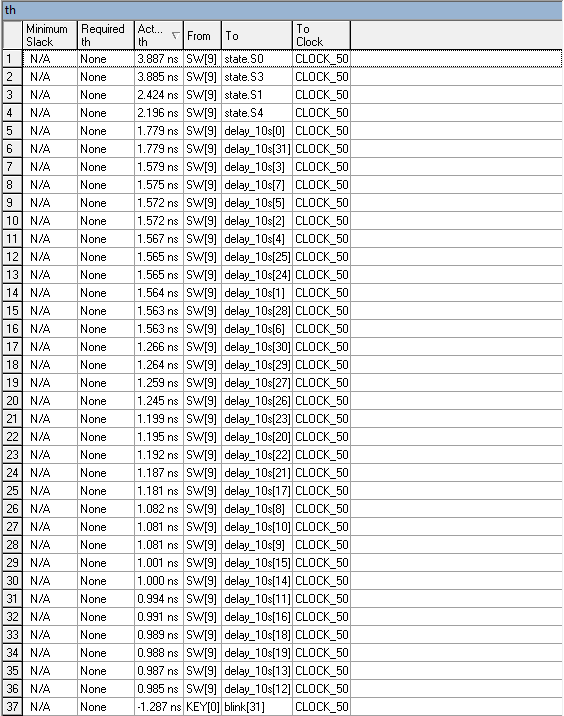 th
Minimum Slack Required th Act... th From To To Clock
1 N/A None 3.887 ns SW[9] state.S0 CLOCK_50
2 N/A None 3.885 ns SW[9] state.S3 CLOCK_50
3 N/A None 2.424 ns SW[9] state.S1 CLOCK_50
4 N/A None 2.196 ns SW[9] state.S4 CLOCK_50
5 N/A None 1.779 ns SW[9] delay_10s[0] CLOCK_50
6 N/A None 1.779 ns SW[9] delay_10s[31] CLOCK_50
7 N/A None 1.579 ns SW[9] delay_10s[3] CLOCK_50
8 N/A None 1.575 ns SW[9] delay_10s[7] CLOCK_50
9 N/A None 1.572 ns SW[9] delay_10s[5] CLOCK_50
10 N/A None 1.572 ns SW[9] delay_10s[2] CLOCK_50
11 N/A None 1.567 ns SW[9] delay_10s[4] CLOCK_50
12 N/A None 1.565 ns SW[9] delay_10s[25] CLOCK_50
13 N/A None 1.565 ns SW[9] delay_10s[24] CLOCK_50
14 N/A None 1.564 ns SW[9] delay_10s[1] CLOCK_50
15 N/A None 1.563 ns SW[9] delay_10s[28] CLOCK_50
16 N/A None 1.563 ns SW[9] delay_10s[6] CLOCK_50
17 N/A None 1.266 ns SW[9] delay_10s[30] CLOCK_50
18 N/A None 1.264 ns SW[9] delay_10s[29] CLOCK_50
19 N/A None 1.259 ns SW[9] delay_10s[27] CLOCK_50
20 N/A None 1.245 ns SW[9] delay_10s[26] CLOCK_50
21 N/A None 1.199 ns SW[9] delay_10s[23] CLOCK_50
22 N/A None 1.195 ns SW[9] delay_10s[20] CLOCK_50
23 N/A None 1.192 ns SW[9] delay_10s[22] CLOCK_50
24 N/A None 1.187 ns SW[9] delay_10s[21] CLOCK_50
25 N/A None 1.181 ns SW[9] delay_10s[17] CLOCK_50
26 N/A None 1.082 ns SW[9] delay_10s[8] CLOCK_50
27 N/A None 1.081 ns SW[9] delay_10s[10] CLOCK_50
28 N/A None 1.081 ns SW[9] delay_10s[9] CLOCK_50
29 N/A None 1.001 ns SW[9] delay_10s[15] CLOCK_50
30 N/A None 1.000 ns SW[9] delay_10s[14] CLOCK_50
31 N/A None 0.994 ns SW[9] delay_10s[11] CLOCK_50
32 N/A None 0.991 ns SW[9] delay_10s[16] CLOCK_50
33 N/A None 0.989 ns SW[9] delay_10s[18] CLOCK_50
34 N/A None 0.988 ns SW[9] delay_10s[19] CLOCK_50
35 N/A None 0.987 ns SW[9] delay_10s[13] CLOCK_50
36 N/A None 0.985 ns SW[9] delay_10s[12] CLOCK_50
37 N/A None -1.287 ns KEY[0] blink[31] CLOCK_50